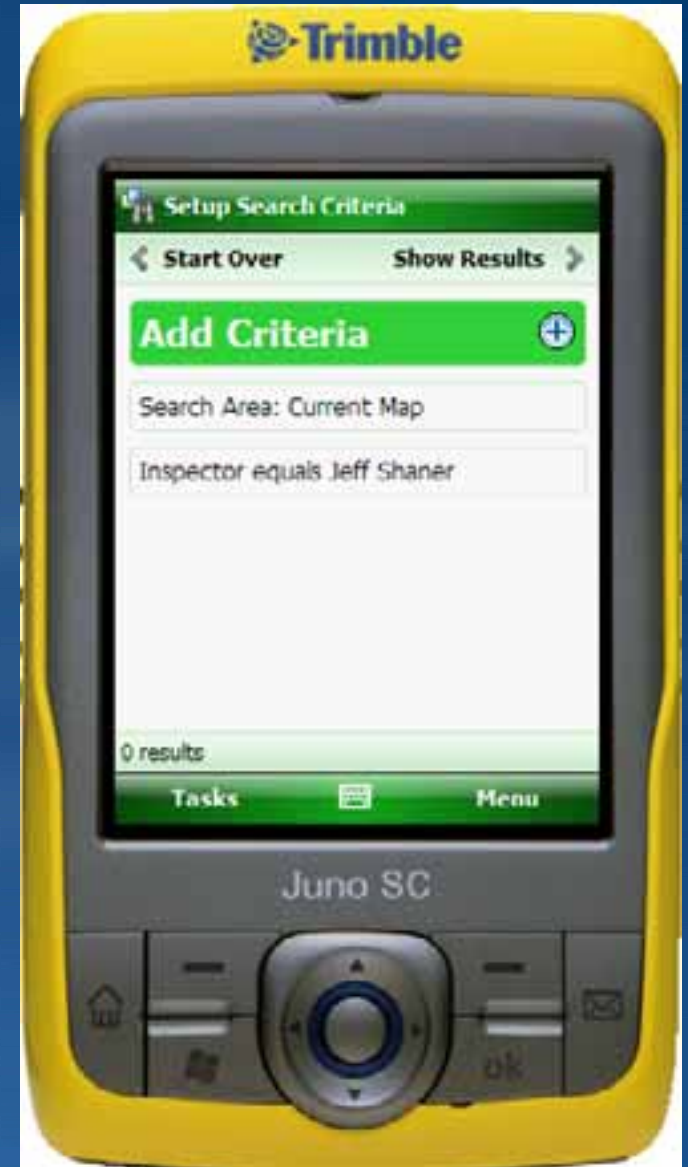 Trimble
Setup Search Criteria
Start Over Show Results
Add Criteria
Search Area: Current Map
Inspector equals Jeff Shaner
0 results
Tasks Menu
Juno SC
ok